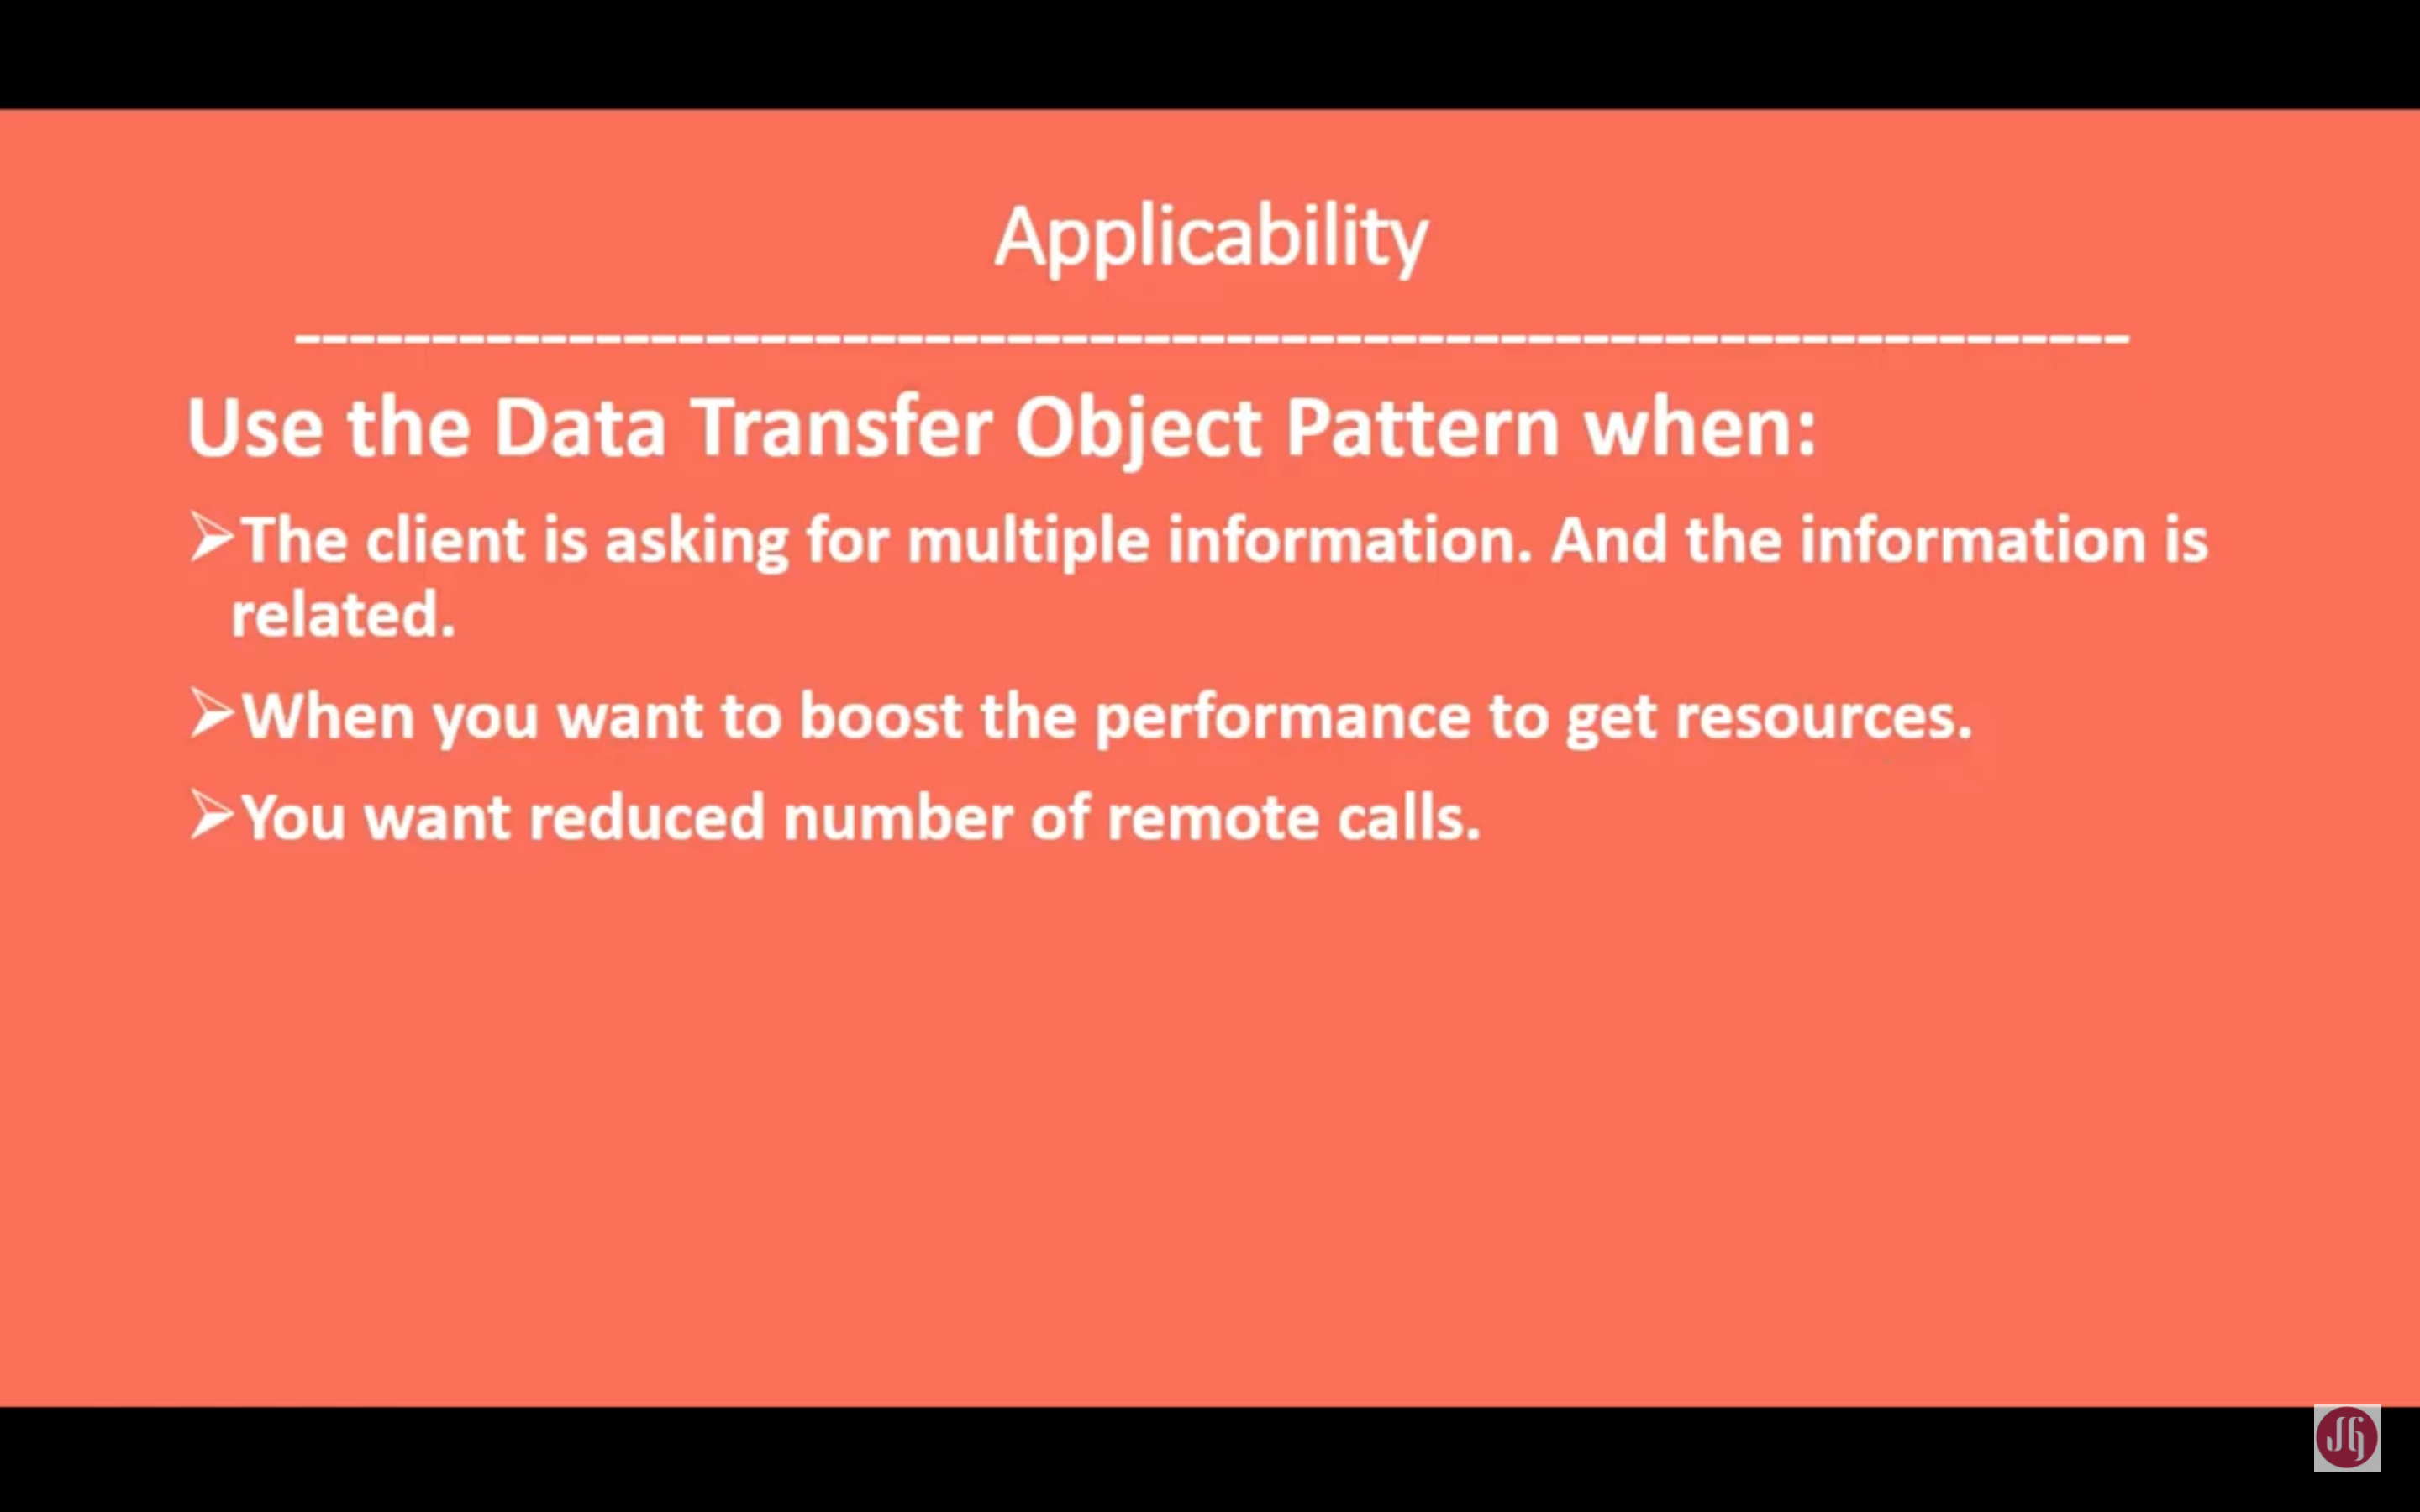 Applicability
Use the Data Transfer Object Pattern when:
➢The client is asking for multiple information. And the information is
related.
➢When you want to boost the performance to get resources.
➢You want reduced number of remote calls.